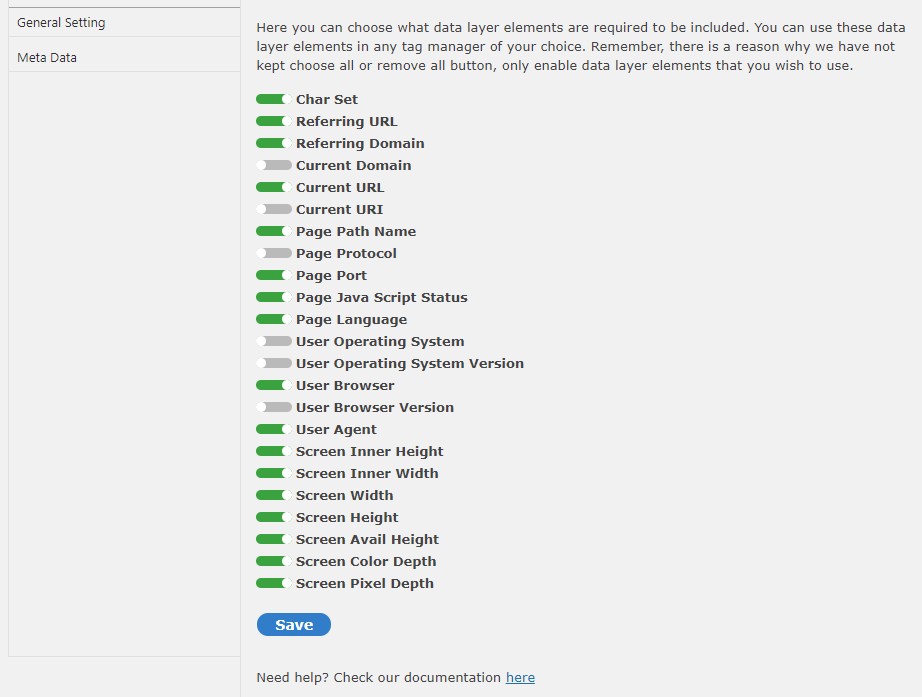 General Setting
Meta Data
Here you can choose what data layer elements are required to be included. You can use these data
layer elements in any tag manager of your choice. Remember, there is a reason why we have not
kept choose all or remove all button, only enable data layer elements that you wish to use.
Char Set
Referring URL
Referring Domain
Current Domain
Current URL
Current URI
Page Path Name
Page Protocol
Page Port
Page Java Script Status
Page Language
User Operating System
User Operating System Version
User Browser
User Browser Version
User Agent
Screen Inner Height
Screen Inner Width
Screen Width
Screen Height
Screen Avail Height
Screen Color Depth
Screen Pixel Depth
Save
Need help? Check our documentation here